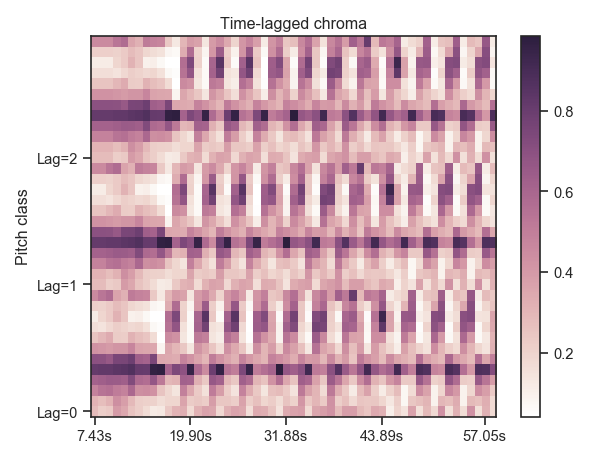 Time-lagged chroma
Pitch class
Lag=2
Lag=1
Lag=0
7.43s 19.90s 31.88s 43.89s 57.05s
0.8
0.6
0.4
0.2